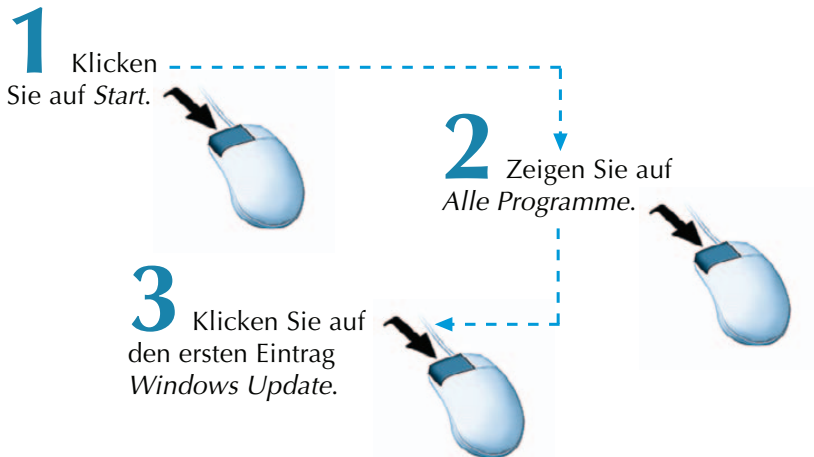 1 Klicken
Sie auf Start.
2 Zeigen Sie auf
Alle Programme.
3 Klicken Sie auf
den ersten Eintrag
Windows Update.